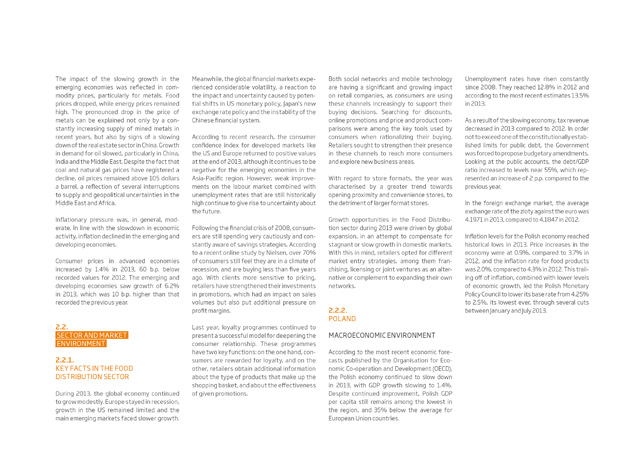 The impact of the slowing growth in the
emerging economies was reflected in com-
modity prices, particularly for metals. Food
prices dropped, while energy prices remained
high. The pronounced drop in the price of
metals can be explained not only by a con-
stantly increasing supply of mined metals in
recent years, but also by signs of a slowing
down of the real estate sector in China. Growth
in demand for oil slowed, particularly in China,
India and the Middle East. Despite the fact that
coal and natural gas prices have registered a
decline, oil prices remained above 105 dollars
a barrel, a reflection of several interruptions
to supply and geopolitical uncertainties in the
Middle East and Africa.
Inflationary pressure was, in general, mod-
erate. In line with the slowdown in economic
activity, inflation declined in the emerging and
developing economies.
Consumer prices in advanced economies
increased by 1.4% in 2013, 60 b.p. below
recorded values for 2012. The emerging and
developing economies saw growth of 6.2%
in 2013, which was 10 b.p. higher than that
recorded the previous year.
2.2.
SECTOR AND MARKET
ENVIRONMENT
2.2.1.
KEY FACTS IN THE FOOD
DISTRIBUTION SECTOR
During 2013, the global economy continued
to grow modestly. Europe stayed in recession,
growth in the US remained limited and the
main emerging markets faced slower growth.
Meanwhile, the global financial markets expe-
rienced considerable volatility, a reaction to
the impact and uncertainty caused by poten-
tial shifts in US monetary policy, Japan's new
exchange rate policy and the instability of the
Chinese financial system.
According to recent research, the consumer
confidence index for developed markets like
the US and Europe returned to positive values
at the end of 2013, although it continues to be
negative for the emerging economies in the
Asia-Pacific region. However, weak improve-
ments on the labour market combined with
unemployment rates that are still historically
high continue to give rise to uncertainty about
the future.
Following the financial crisis of 2008, consum-
ers are still spending very cautiously and con-
stantly aware of savings strategies. According
to a recent online study by Nielsen, over 70%
of consumers still feel they are in a climate of
recession, and are buying less than five years
ago. With clients more sensitive to pricing,
retailers have strengthened their investments
in promotions, which had an impact on sales
volumes but also put additional pressure on
profit margins.
Last year, loyalty programmes continued to
present a successful model for deepening the
consumer relationship. These programmes
have two key functions: on the one hand, con-
sumers are rewarded for loyalty, and on the
other, retailers obtain additional information
about the type of products that make up the
shopping basket, and about the effectiveness
of given promotions.
Both social networks and mobile technology
are having a significant and growing impact
on retail companies, as consumers are using
these channels increasingly to support their
buying decisions. Searching for discounts,
online promotions and price and product com-
parisons were among the key tools used by
consumers when rationalizing their buying.
Retailers sought to strengthen their presence
in these channels to reach more consumers
and explore new business areas.
With regard to store formats, the year was
characterised by a greater trend towards
opening proximity and convenience stores, to
the detriment of larger format stores.
Growth opportunities in the Food Distribu-
tion sector during 2013 were driven by global
expansion, in an attempt to compensate for
stagnant or slow growth in domestic markets.
With this in mind, retailers opted for different
market entry strategies, among them fran-
chising, licensing or joint ventures as an alter-
native or complement to expanding their own
networks.
2.2.2.
POLAND
MACROECONOMIC ENVIRONMENT
According to the most recent economic fore-
casts published by the Organisation for Eco-
nomic Co-operation and Development (OECD),
the Polish economy continued to slow down
in 2013, with GDP growth slowing to 1.4%.
Despite continued improvement, Polish GDP
per capita still remains among the lowest in
the region, and 35% below the average for
European Union countries.
Unemployment rates have risen constantly
since 2008. They reached 12.8% in 2012 and
according to the most recent estimates 13.5%
in 2013.
As a result of the slowing economy, tax revenue
decreased in 2013 compared to 2012. In order
not to exceed one of the constitutionally estab-
lished limits for public debt, the Government
was forced to propose budgetary amendments.
Looking at the public accounts, the debt/GDP
ratio increased to levels near 55%, which rep-
resented an increase of 2 p.p. compared to the
previous year.
In the foreign exchange market, the average
exchange rate of the zloty against the euro was
4.1971 in 2013, compared to 4.1847 in 2012.
Inflation levels for the Polish economy reached
historical lows in 2013. Price increases in the
economy were at 0.9%, compared to 3.7% in
2012, and the inflation rate for food products
was 2.0%, compared to 4.3% in 2012. This trail-
ing off of inflation, combined with lower levels
of economic growth, led the Polish Monetary
Policy Council to lower its base rate from 4.25%
to 2.5%, its lowest ever, through several cuts
between January and July 2013.